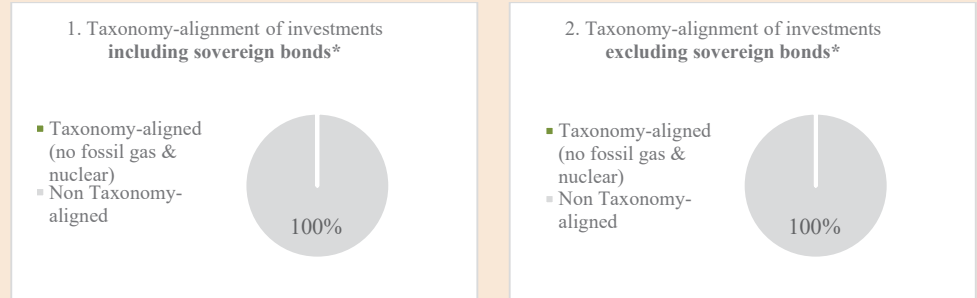 1. Taxonomy-alignment of investments
including sovereign bonds*
Taxonomy-aligned
(no fossil gas &
nuclear)
Non Taxonomy-
aligned
100%
2. Taxonomy-alignment of investments
excluding sovereign bonds*
Taxonomy-aligned
(no fossil gas &
nuclear)
Non Taxonomy-
aligned
100%